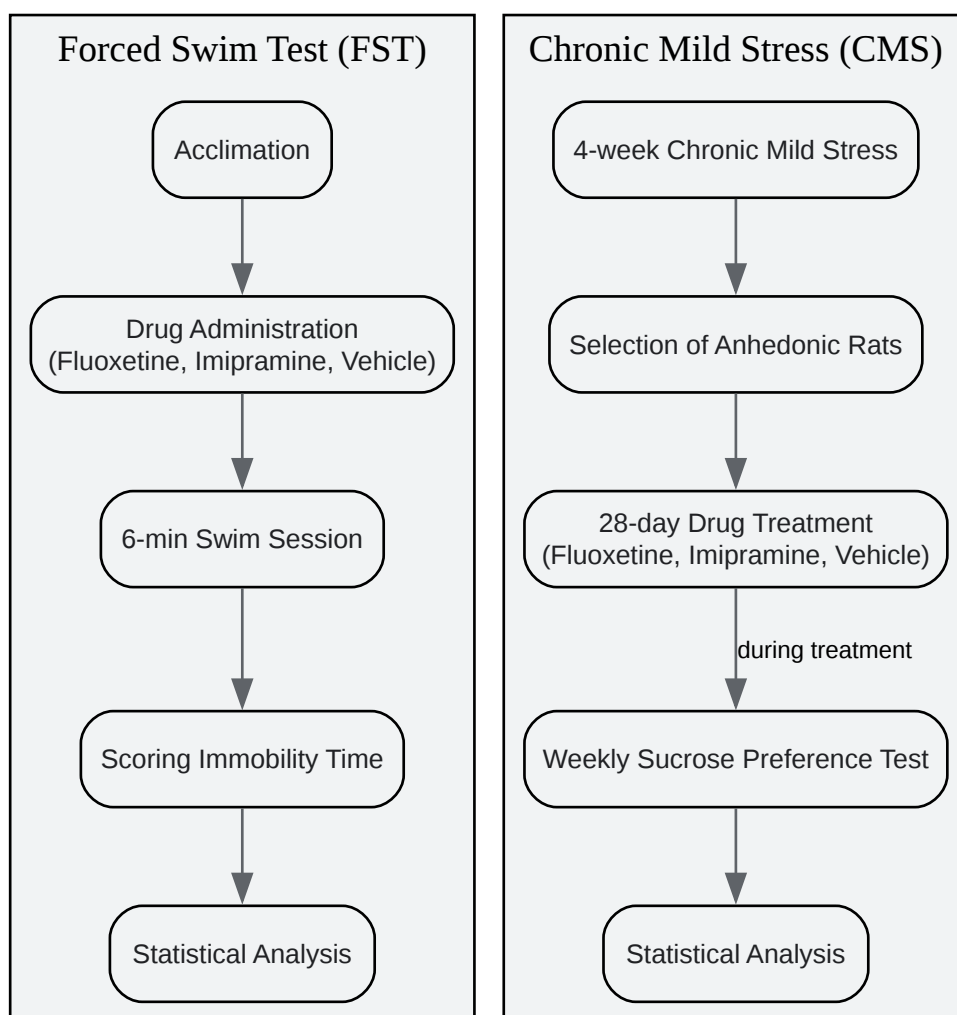 Forced Swim Test (FST)
Acclimation
Drug Administration
(Fluoxetine, Imipramine, Vehicle)
6-min Swim Session
Scoring Immobility Time
Statistical Analysis
Chronic Mild Stress (CMS)
4-week Chronic Mild Stress
Selection of Anhedonic Rats
28-day Drug Treatment
(Fluoxetine, Imipramine, Vehicle)
during treatment
Weekly Sucrose Preference Test
Statistical Analysis